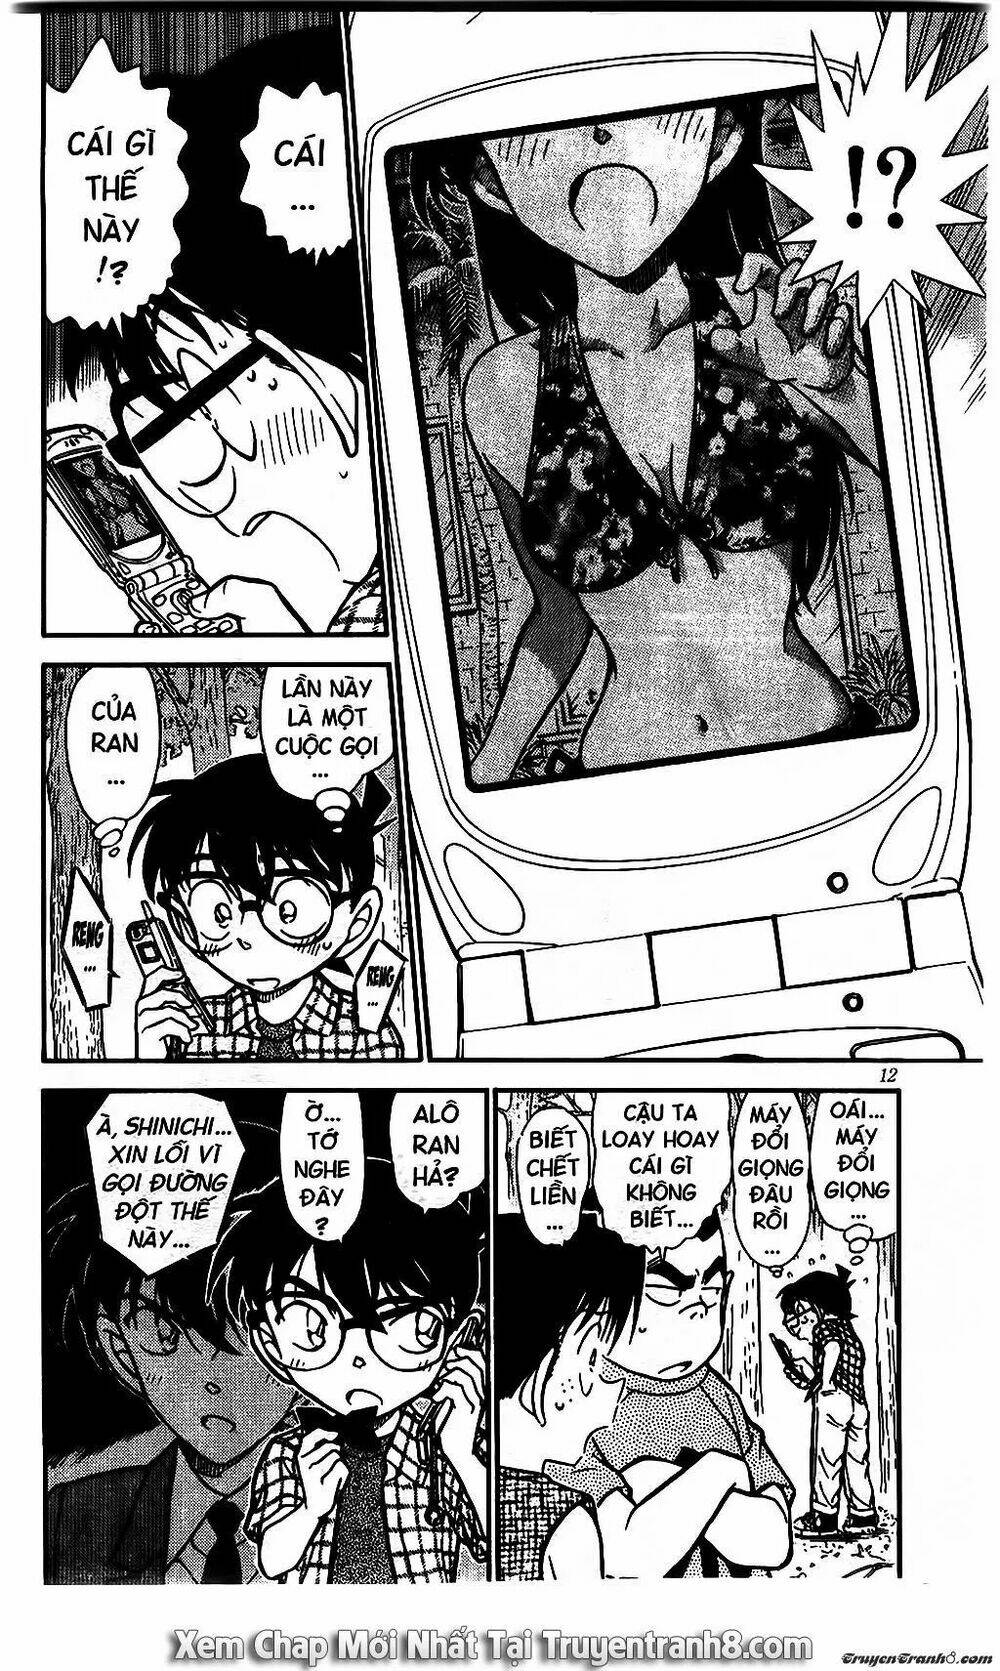 !?
CÁI
...
CÁI GÌ
THẾ
NÀY
!?
LẦN NÀY
LÀ MỘT
CUỘC GỌI
...
CỦA
RAN
...
RENG
...
RENG
...
12
OÁI...
MÁY
ĐỔI
GIỌNG
...
MÁY
ĐỔI
GIỌNG
ĐÂU
RỒI
...
CẬU TA
LOAY HOAY
CÁI GÌ
KHÔNG
BIẾT...
BIẾT
CHẾT
LIỀN
...
ALÔ
RAN
HẢ?
Ờ...
TỚ
NGHE
ĐÂY
?
À, SHINICHI...
XIN LỖI VÌ
GỌI ĐƯỜNG
ĐỘT THẾ
NÀY...
Xem Chap Mới Nhất Tại Truyentranh8.com
TruyenTranh8.com